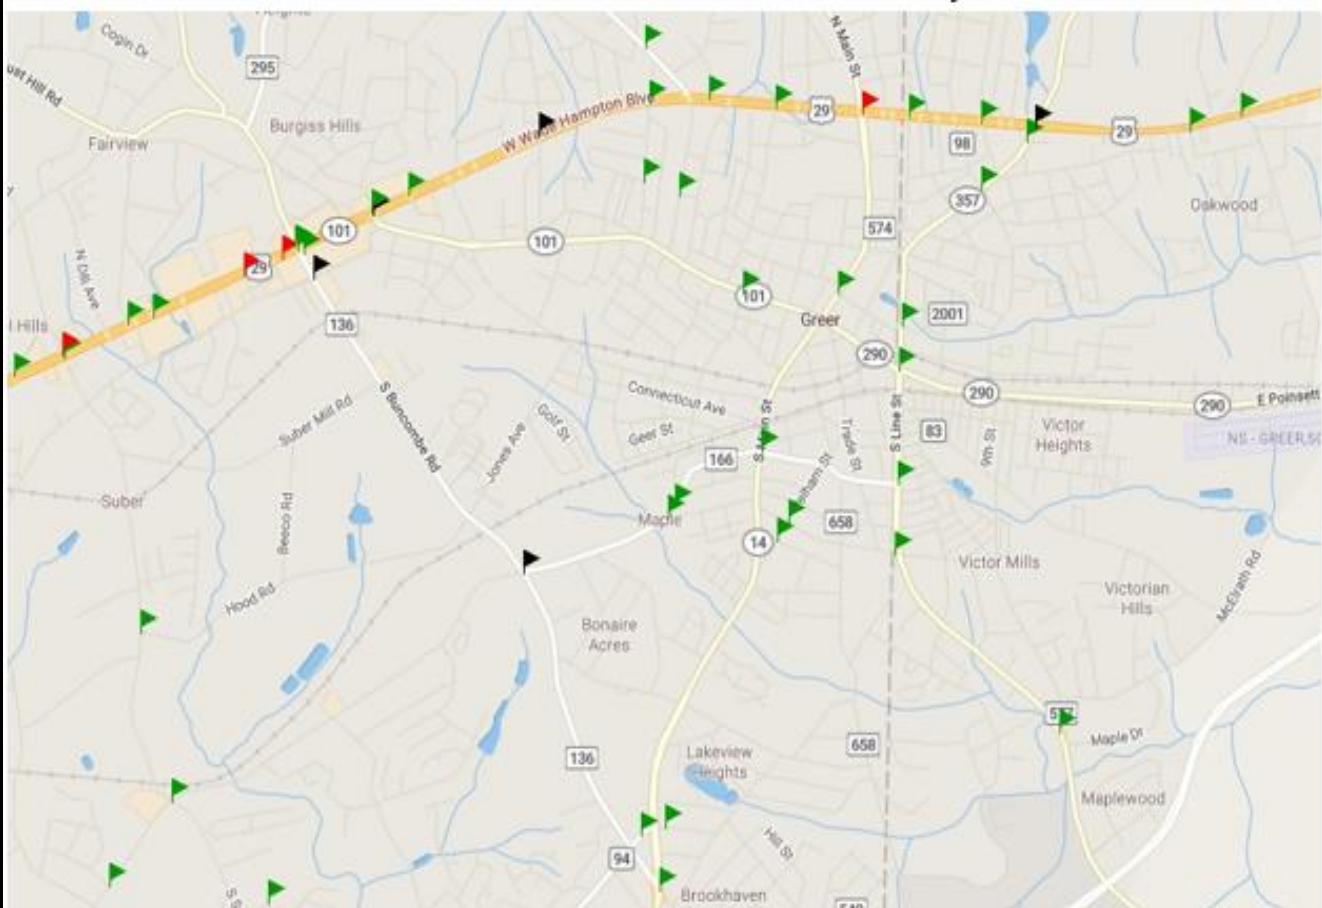 Cogin Dr
295
N Main St
Burgiss Hills
Fairview
W Wade Hampton Blvd
29
98
29
357
Oakwood
101
101
574
29
N Dill Ave
101
Greer
2001
136
290
290
290
E Poinsett
S Buncombe Rd
Connecticut Ave
Suber Mill Rd
Golf St
Geer St
Jones Ave
S Main St
Trade St
S Line St
83
9th St
Victor
Heights
166
Suber
Beeco Rd
Maple
658
14
Victor Mills
Victorian
Hills
McElrath Rd
Hood Rd
Bonaire
Acres
136
Lakeview
Heights
658
Maple Dr
Maplewood
94
Hill St
Brookhaven